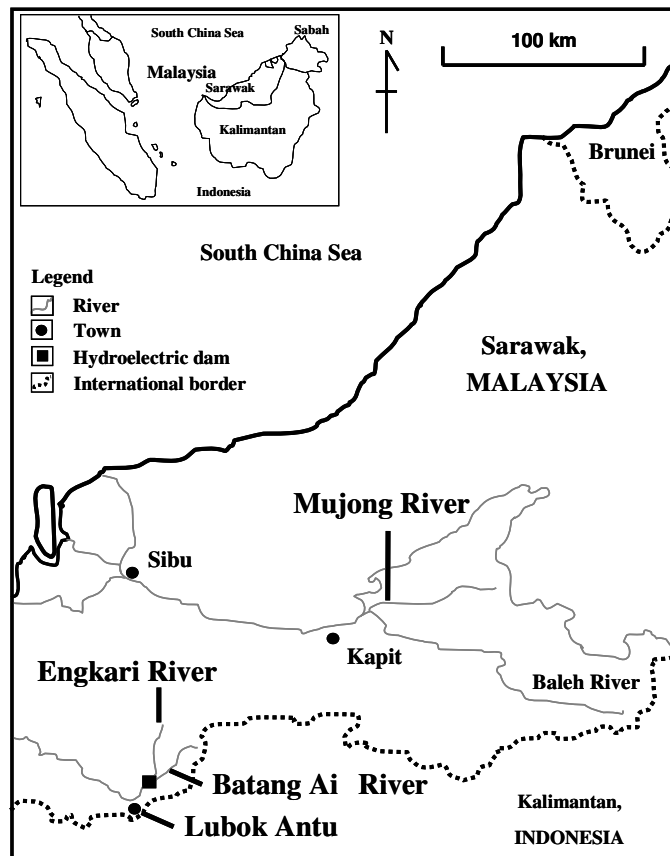 South China Sea
Sabah
Malaysia
Sarawak
Kalimantan
Indonesia
N
100 km
Brunei
South China Sea
Legend
River
Town
Hydroelectric dam
International border
Sarawak,
MALAYSIA
Mujong River
Sibu
Kapit
Engkari River
Baleh River
Batang Ai River
Lubok Antu
Kalimantan,
INDONESIA